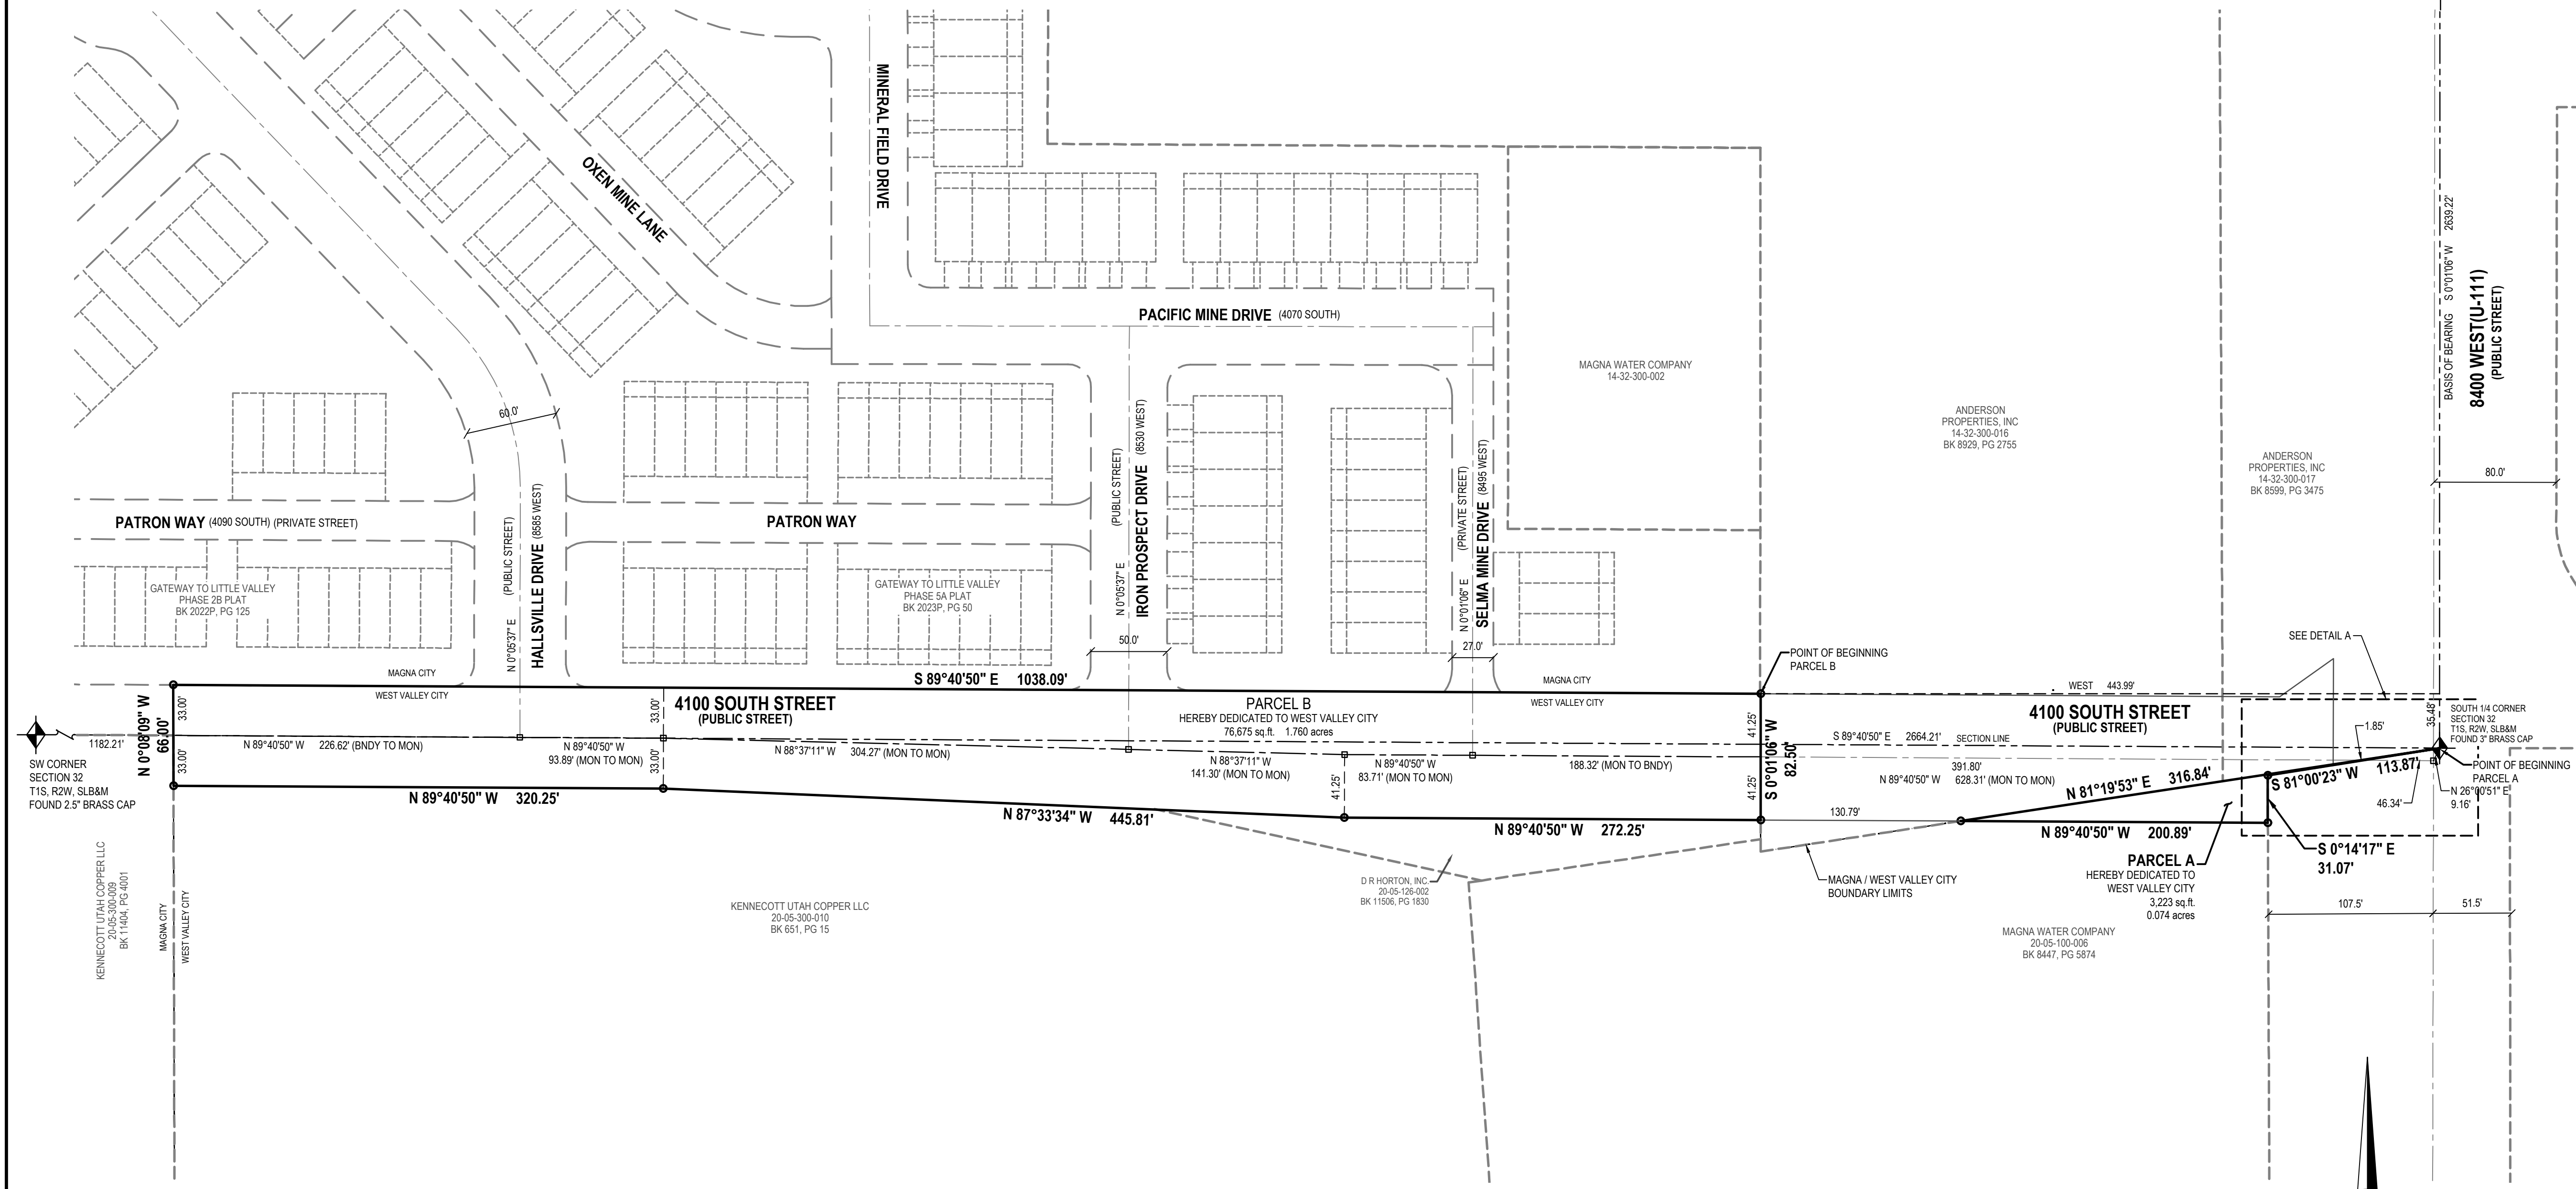 MINERAL FIELD DRIVE
OXEN MINE LANE
BASIS OF BEARING S 0°01'06" W 2639.22'
8400 WEST(U-111)
(PUBLIC STREET)
PACIFIC MINE DRIVE (4070 SOUTH)
MAGNA WATER COMPANY
14-32-300-002
ANDERSON
PROPERTIES, INC
14-32-300-016
BK 8929, PG 2755
ANDERSON
PROPERTIES, INC
14-32-300-017
BK 8599, PG 3475
80.0'
60.0'
PATRON WAY (4090 SOUTH) (PRIVATE STREET)
N 0°05'37" E (PUBLIC STREET)
HALLSVILLE DRIVE (8585 WEST)
PATRON WAY
N 0°05'37" E (PUBLIC STREET)
IRON PROSPECT DRIVE (8530 WEST)
N 0°01'06" E (PRIVATE STREET)
SELMA MINE DRIVE (8495 WEST)
GATEWAY TO LITTLE VALLEY
PHASE 2B PLAT
BK 2022P, PG 125
GATEWAY TO LITTLE VALLEY
PHASE 5A PLAT
BK 2023P, PG 50
50.0'
27.0'
SEE DETAIL A
POINT OF BEGINNING
PARCEL B
MAGNA CITY
WEST VALLEY CITY
S 89°40'50" E 1038.09'
MAGNA CITY
WEST VALLEY CITY
WEST 443.99'
N 0°08'09" W
66.00'
33.00'
33.00'
33.00'
33.00'
4100 SOUTH STREET
(PUBLIC STREET)
PARCEL B
HEREBY DEDICATED TO WEST VALLEY CITY
76,675 sq.ft. 1.760 acres
41.25'
41.25'
S 0°01'06" W
82.50'
4100 SOUTH STREET
(PUBLIC STREET)
35.48'
SOUTH 1/4 CORNER
SECTION 32
T1S, R2W, SLB&M
FOUND 3" BRASS CAP
1.85'
1182.21'
N 89°40'50" W 226.62' (BNDY TO MON)
N 89°40'50" W
93.89' (MON TO MON)
N 88°37'11" W 304.27' (MON TO MON)
N 88°37'11" W
141.30' (MON TO MON)
41.25'
N 89°40'50" W
83.71' (MON TO MON)
188.32' (MON TO BNDY)
S 89°40'50" E 2664.21' SECTION LINE
391.80'
N 89°40'50" W 628.31' (MON TO MON)
SW CORNER
SECTION 32
T1S, R2W, SLB&M
FOUND 2.5" BRASS CAP
POINT OF BEGINNING
PARCEL A
N 26°00'51" E
9.16'
N 81°19'53" E 316.84'
S 81°00'23" W 113.87'
46.34'
N 89°40'50" W 320.25'
N 87°33'34" W 445.81'
N 89°40'50" W 272.25'
130.79'
N 89°40'50" W 200.89'
S 0°14'17" E
31.07'
PARCEL A
HEREBY DEDICATED TO
WEST VALLEY CITY
3,223 sq.ft.
0.074 acres
MAGNA / WEST VALLEY CITY
BOUNDARY LIMITS
KENNECOTT UTAH COPPER LLC
20-05-300-009
BK 11404, PG 4001
MAGNA CITY
WEST VALLEY CITY
KENNECOTT UTAH COPPER LLC
20-05-300-010
BK 651, PG 15
D R HORTON, INC.
20-05-126-002
BK 11506, PG 1830
107.5'
51.5'
MAGNA WATER COMPANY
20-05-100-006
BK 8447, PG 5874